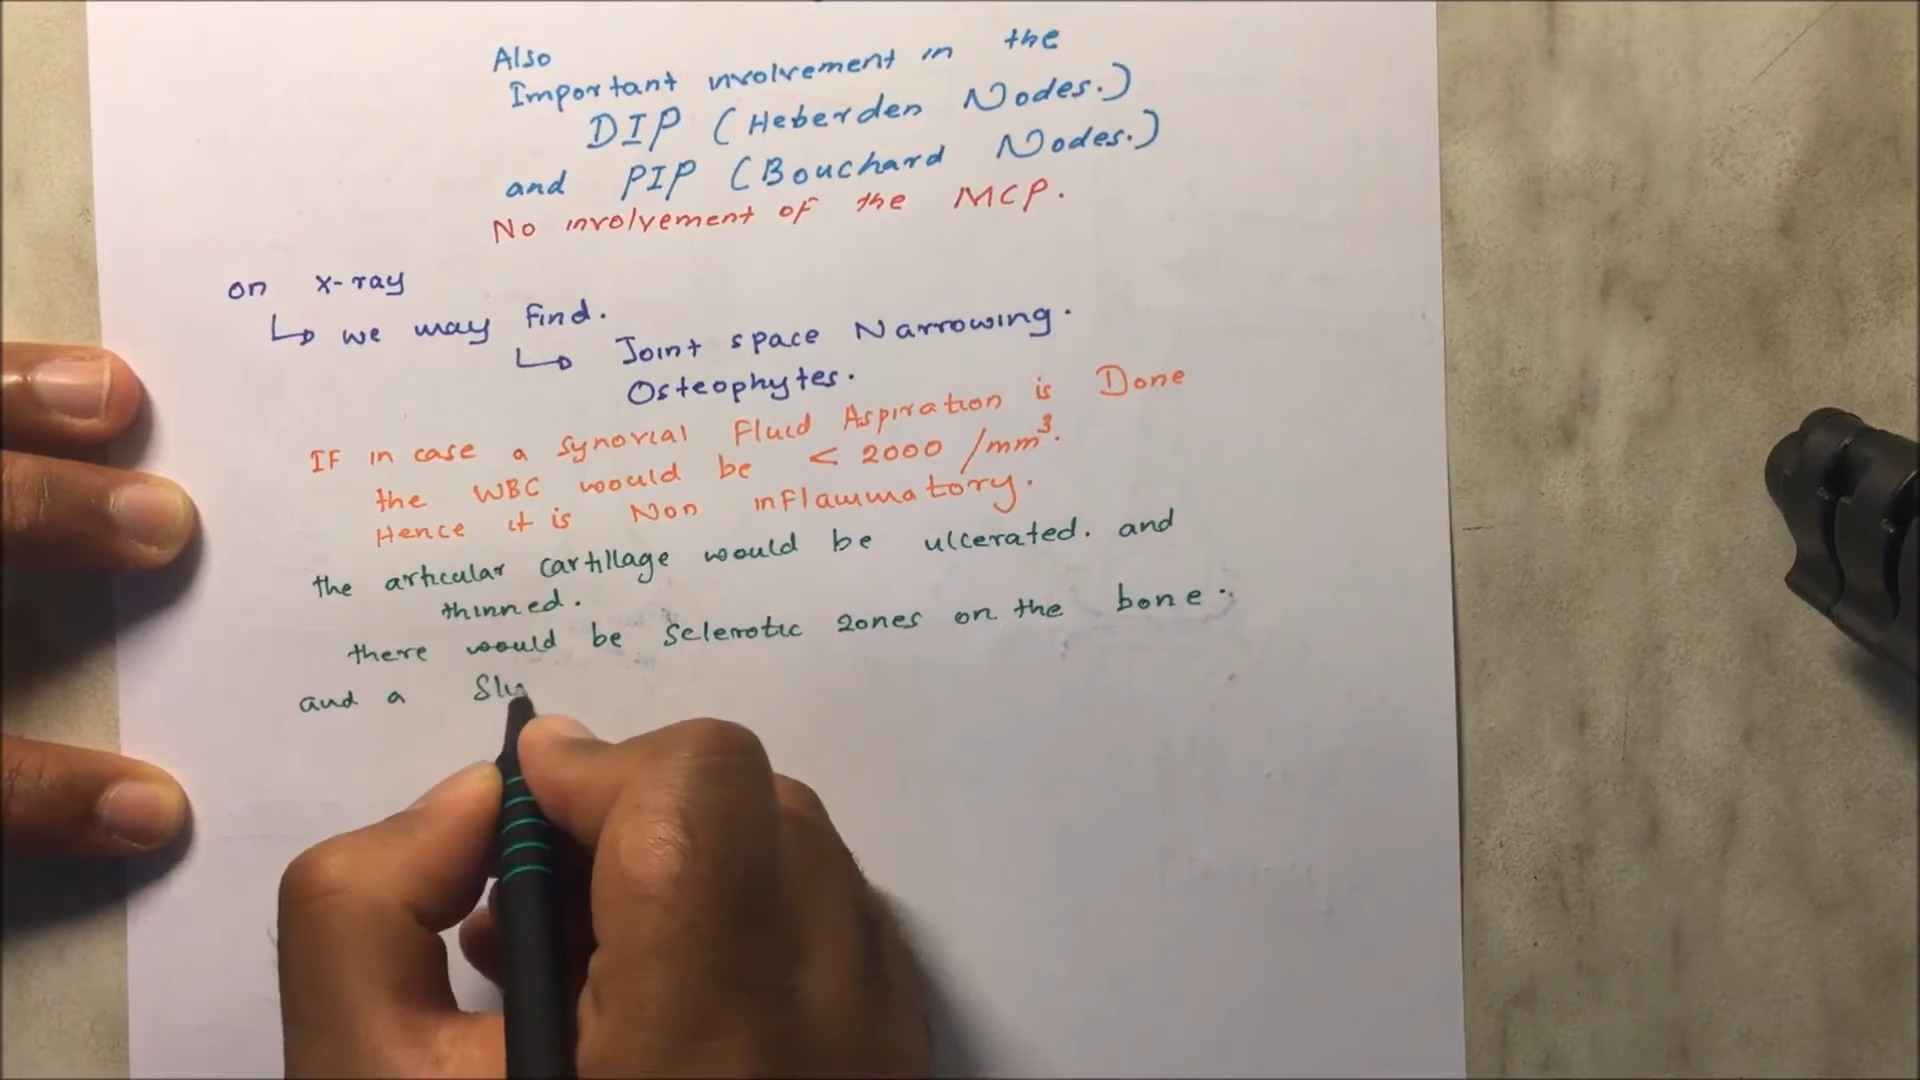 Also
Important involvement in the
DIP (Heberden Nodes.)
and PIP (Bouchard Nodes.)
No involvement of the MCP.
on x-ray
↳ we may find.
↳ Joint space Narrowing.
Osteophytes.
IF in case a synovial Fluid Aspiration is Done
the WBC would be < 2000 /mm³.
Hence it is Non inflammatory.
the articular cartillage would be ulcerated. and
thinned.
there would be Sclerotic zones on the bone.
and a